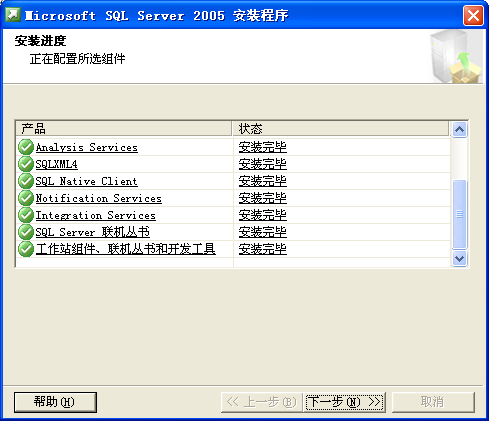 Microsoft SQL Server 2005 安装程序
安装进度
正在配置所选组件
产品 状态
Analysis Services 安装完毕
SQLXML4 安装完毕
SQL Native Client 安装完毕
Notification Services 安装完毕
Integration Services 安装完毕
SQL Server 联机丛书 安装完毕
工作站组件、联机丛书和开发工具 安装完毕
帮助(H) << 上一步(B) 下一步(N) >> 取消